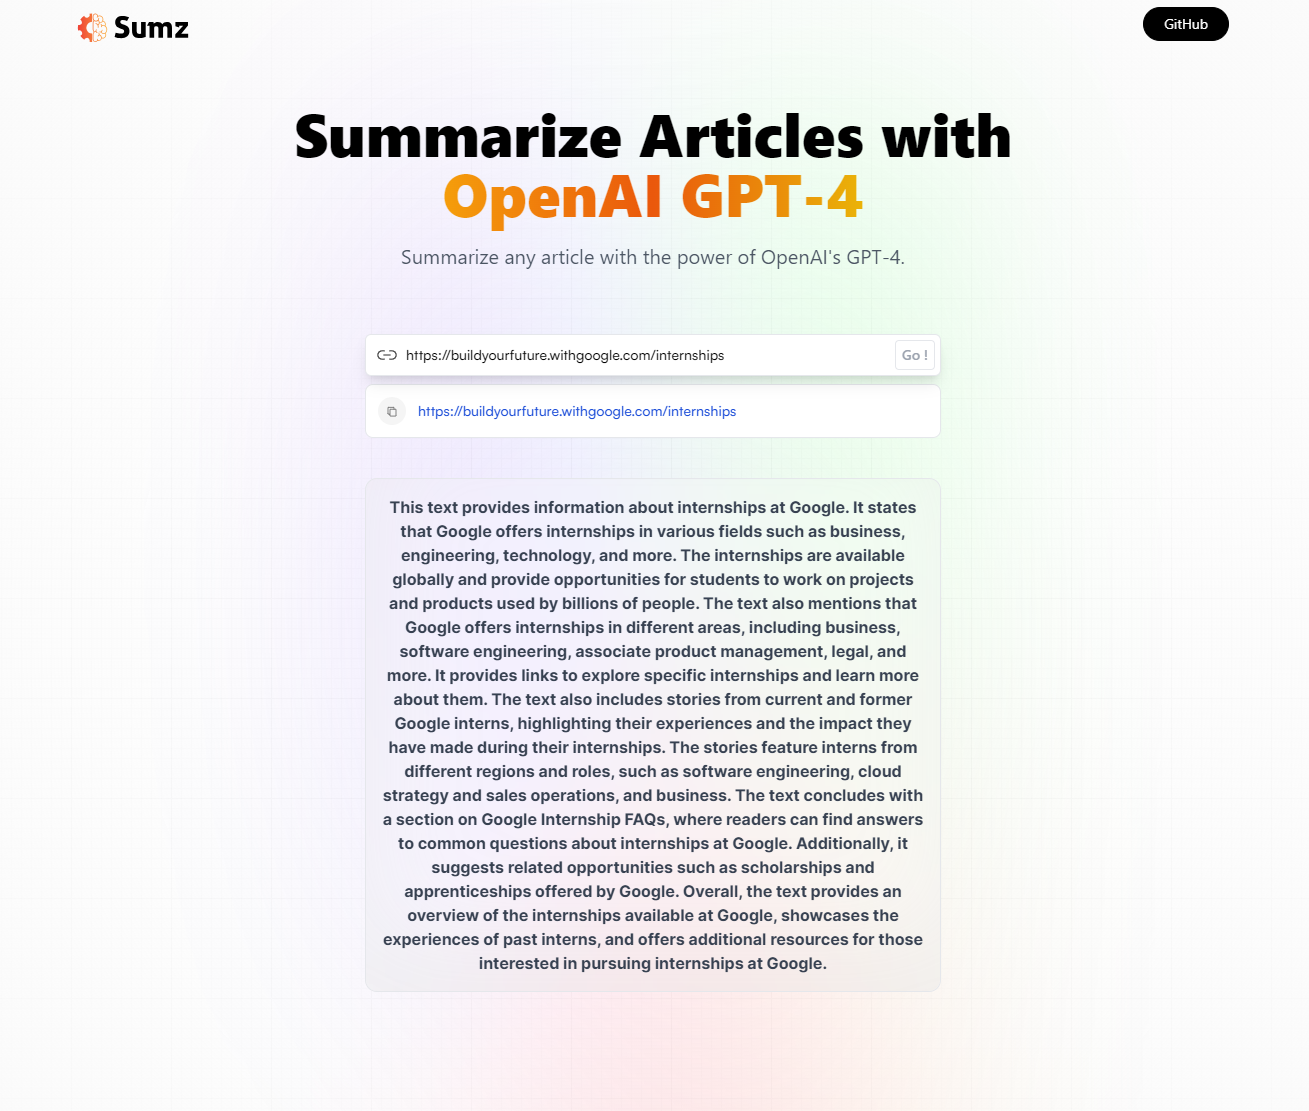 Sumz
GitHub
Summarize Articles with
OpenAI GPT-4
Summarize any article with the power of OpenAI's GPT-4.
https://buildyourfuture.withgoogle.com/internships
Go !
https://buildyourfuture.withgoogle.com/internships
This text provides information about internships at Google. It states
that Google offers internships in various fields such as business,
engineering, technology, and more. The internships are available
globally and provide opportunities for students to work on projects
and products used by billions of people. The text also mentions that
Google offers internships in different areas, including business,
software engineering, associate product management, legal, and
more. It provides links to explore specific internships and learn more
about them. The text also includes stories from current and former
Google interns, highlighting their experiences and the impact they
have made during their internships. The stories feature interns from
different regions and roles, such as software engineering, cloud
strategy and sales operations, and business. The text concludes with
a section on Google Internship FAQs, where readers can find answers
to common questions about internships at Google. Additionally, it
suggests related opportunities such as scholarships and
apprenticeships offered by Google. Overall, the text provides an
overview of the internships available at Google, showcases the
experiences of past interns, and offers additional resources for those
interested in pursuing internships at Google.